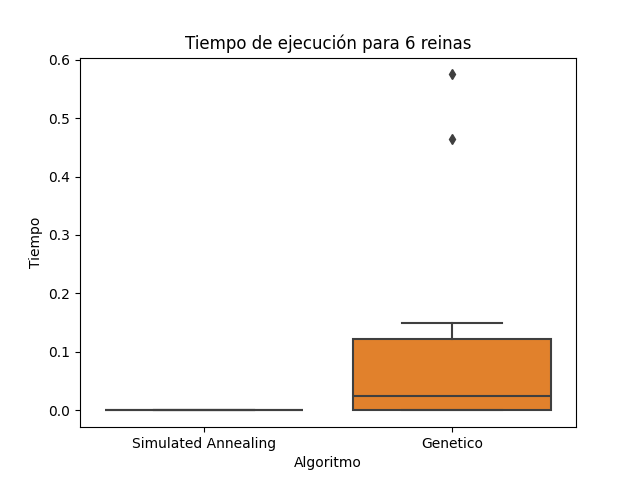 Tiempo de ejecución para 6 reinas
0.6
0.5
0.4
0.3
0.2
0.1
0.0
Tiempo
Simulated Annealing
Genetico
Algoritmo